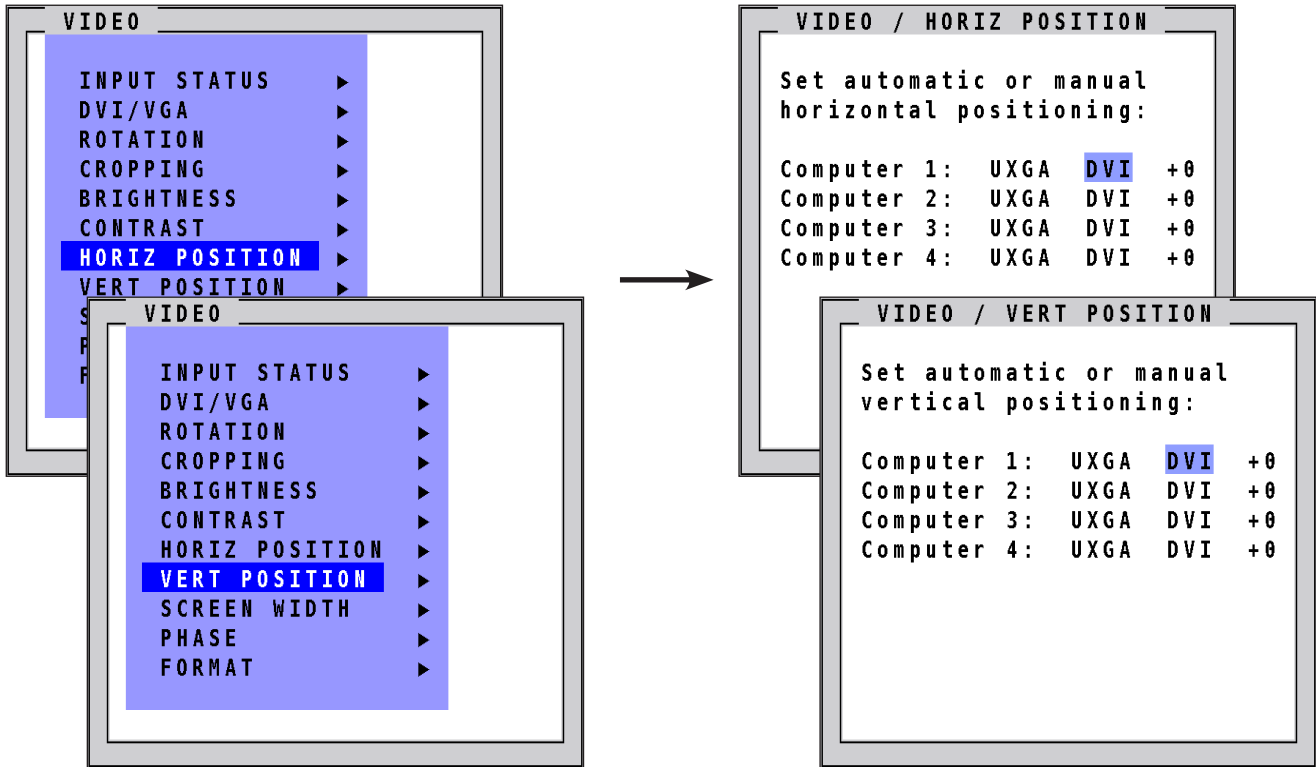 VIDEO
INPUT STATUS ▶
DVI/VGA ▶
ROTATION ▶
CROPPING ▶
BRIGHTNESS ▶
CONTRAST ▶
HORIZ POSITION ▶
VERT POSITION ▶
S
P
F
VIDEO
INPUT STATUS ▶
DVI/VGA ▶
ROTATION ▶
CROPPING ▶
BRIGHTNESS ▶
CONTRAST ▶
HORIZ POSITION ▶
VERT POSITION ▶
SCREEN WIDTH ▶
PHASE ▶
FORMAT ▶
VIDEO / HORIZ POSITION
Set automatic or manual
horizontal positioning:
Computer 1: UXGA DVI +0
Computer 2: UXGA DVI +0
Computer 3: UXGA DVI +0
Computer 4: UXGA DVI +0
VIDEO / VERT POSITION
Set automatic or manual
vertical positioning:
Computer 1: UXGA DVI +0
Computer 2: UXGA DVI +0
Computer 3: UXGA DVI +0
Computer 4: UXGA DVI +0